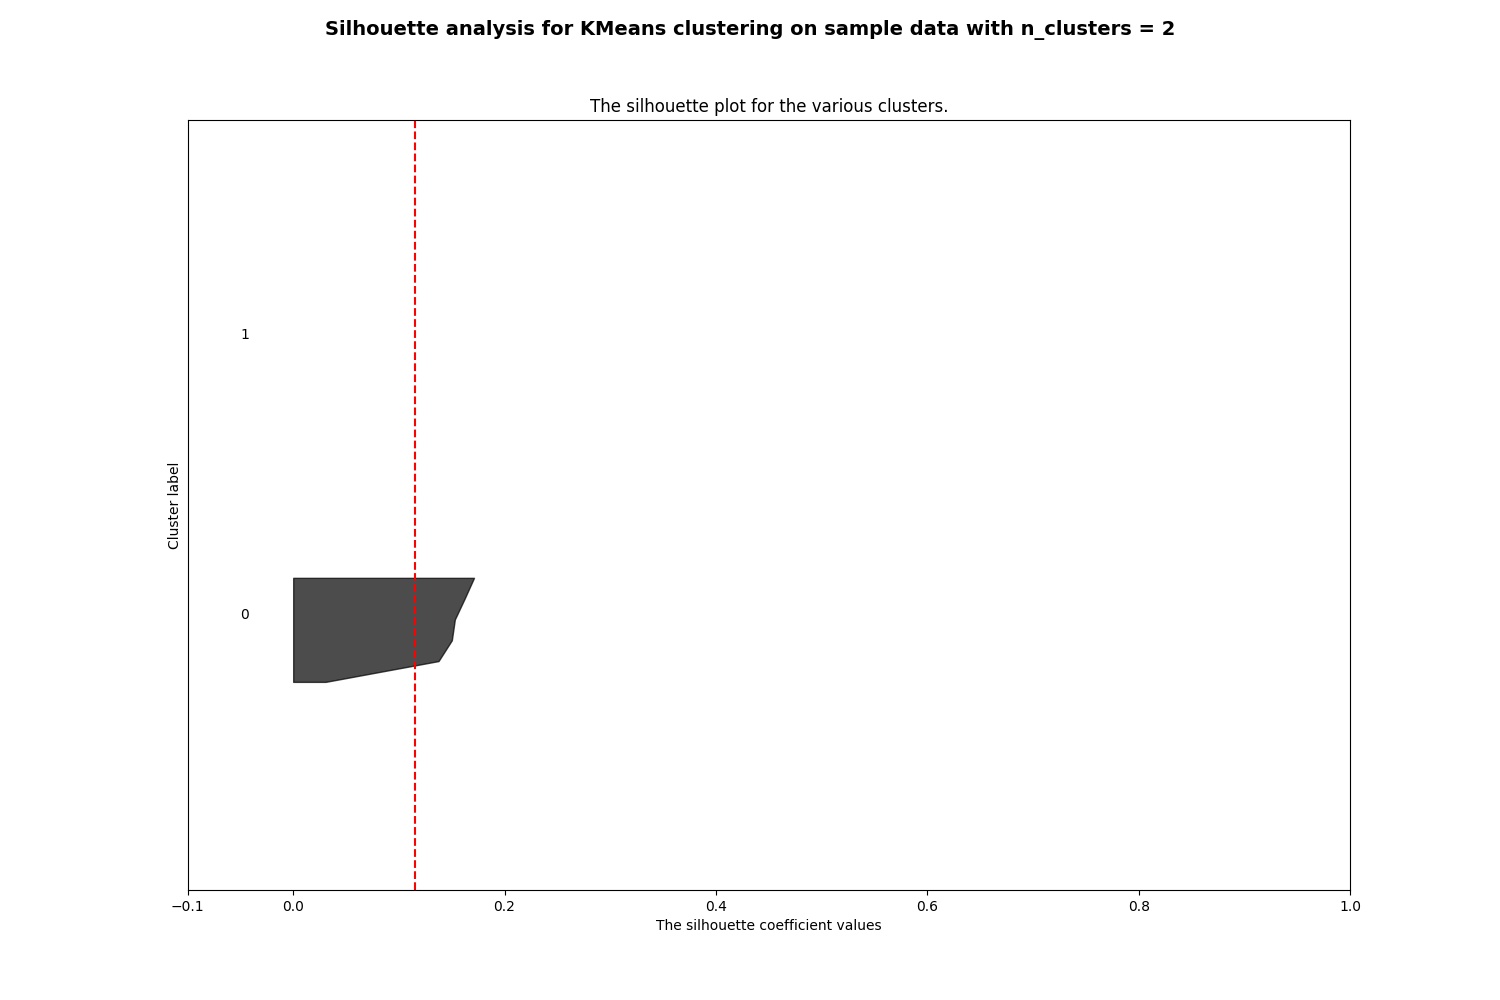 Silhouette analysis for KMeans clustering on sample data with n_clusters = 2
The silhouette plot for the various clusters.
1
0
Cluster label
−0.1 0.0 0.2 0.4 0.6 0.8 1.0
The silhouette coefficient values